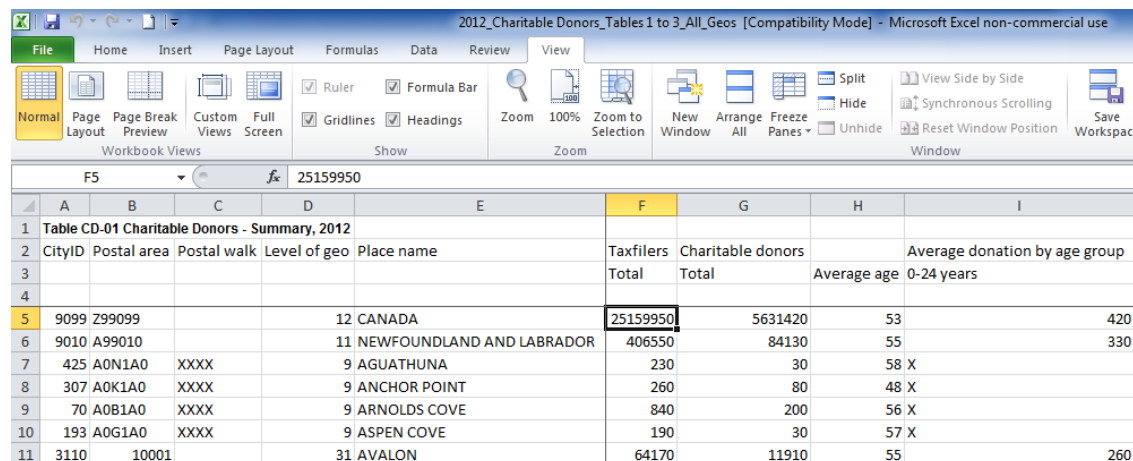 2012_Charitable Donors_Tables 1 to 3_All_Geos [Compatibility Mode] - Microsoft Excel non-commercial use
File Home Insert Page Layout Formulas Data Review View
Normal Page Layout Page Break Preview Custom Views Full Screen
Workbook Views
Ruler Formula Bar
Gridlines Headings
Show
Zoom 100% Zoom to Selection
Zoom
New Window Arrange All Freeze Panes
Split
Hide
Unhide
View Side by Side
Synchronous Scrolling
Reset Window Position
Save Workspac
Window
F5 fx 25159950
A B C D E F G H I
1 Table CD-01 Charitable Donors - Summary, 2012
2 CityID Postal area Postal walk Level of geo Place name Taxfilers Charitable donors Average donation by age group
3 Total Total Average age 0-24 years
4
5 9099 Z99099 12 CANADA 25159950 5631420 53 420
6 9010 A99010 11 NEWFOUNDLAND AND LABRADOR 406550 84130 55 330
7 425 A0N1A0 XXXX 9 AGUATHUNA 230 30 58 X
8 307 A0K1A0 XXXX 9 ANCHOR POINT 260 80 48 X
9 70 A0B1A0 XXXX 9 ARNOLDS COVE 840 200 56 X
10 193 A0G1A0 XXXX 9 ASPEN COVE 190 30 57 X
11 3110 10001 31 AVALON 64170 11910 55 260